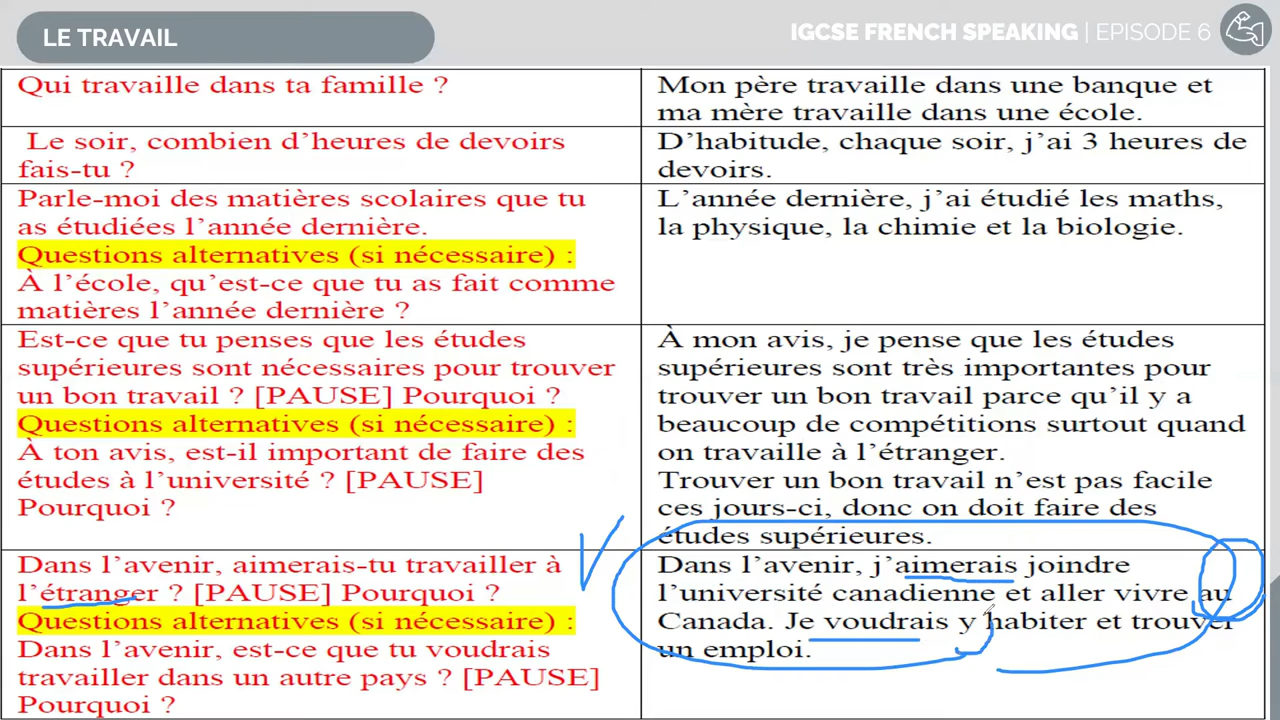 LE TRAVAIL
IGCSE FRENCH SPEAKING | EPISODE 6
Qui travaille dans ta famille ?
Mon père travaille dans une banque et
ma mère travaille dans une école.
Le soir, combien d’heures de devoirs
fais-tu ?
D’habitude, chaque soir, j’ai 3 heures de
devoirs.
Parle-moi des matières scolaires que tu
as étudiées l’année dernière.
Questions alternatives (si nécessaire) :
À l’école, qu’est-ce que tu as fait comme
matières l’année dernière ?
L’année dernière, j’ai étudié les maths,
la physique, la chimie et la biologie.
Est-ce que tu penses que les études
supérieures sont nécessaires pour trouver
un bon travail ? [PAUSE] Pourquoi ?
Questions alternatives (si nécessaire) :
À ton avis, est-il important de faire des
études à l’université ? [PAUSE]
Pourquoi ?
À mon avis, je pense que les études
supérieures sont très importantes pour
trouver un bon travail parce qu’il y a
beaucoup de compétitions surtout quand
on travaille à l’étranger.
Trouver un bon travail n’est pas facile
ces jours-ci, donc on doit faire des
études supérieures.
Dans l’avenir, aimerais-tu travailler à
l’étranger ? [PAUSE] Pourquoi ?
Questions alternatives (si nécessaire) :
Dans l’avenir, est-ce que tu voudrais
travailler dans un autre pays ? [PAUSE]
Pourquoi ?
Dans l’avenir, j’aimerais joindre
l’université canadienne et aller vivre au
Canada. Je voudrais y habiter et trouver
un emploi.